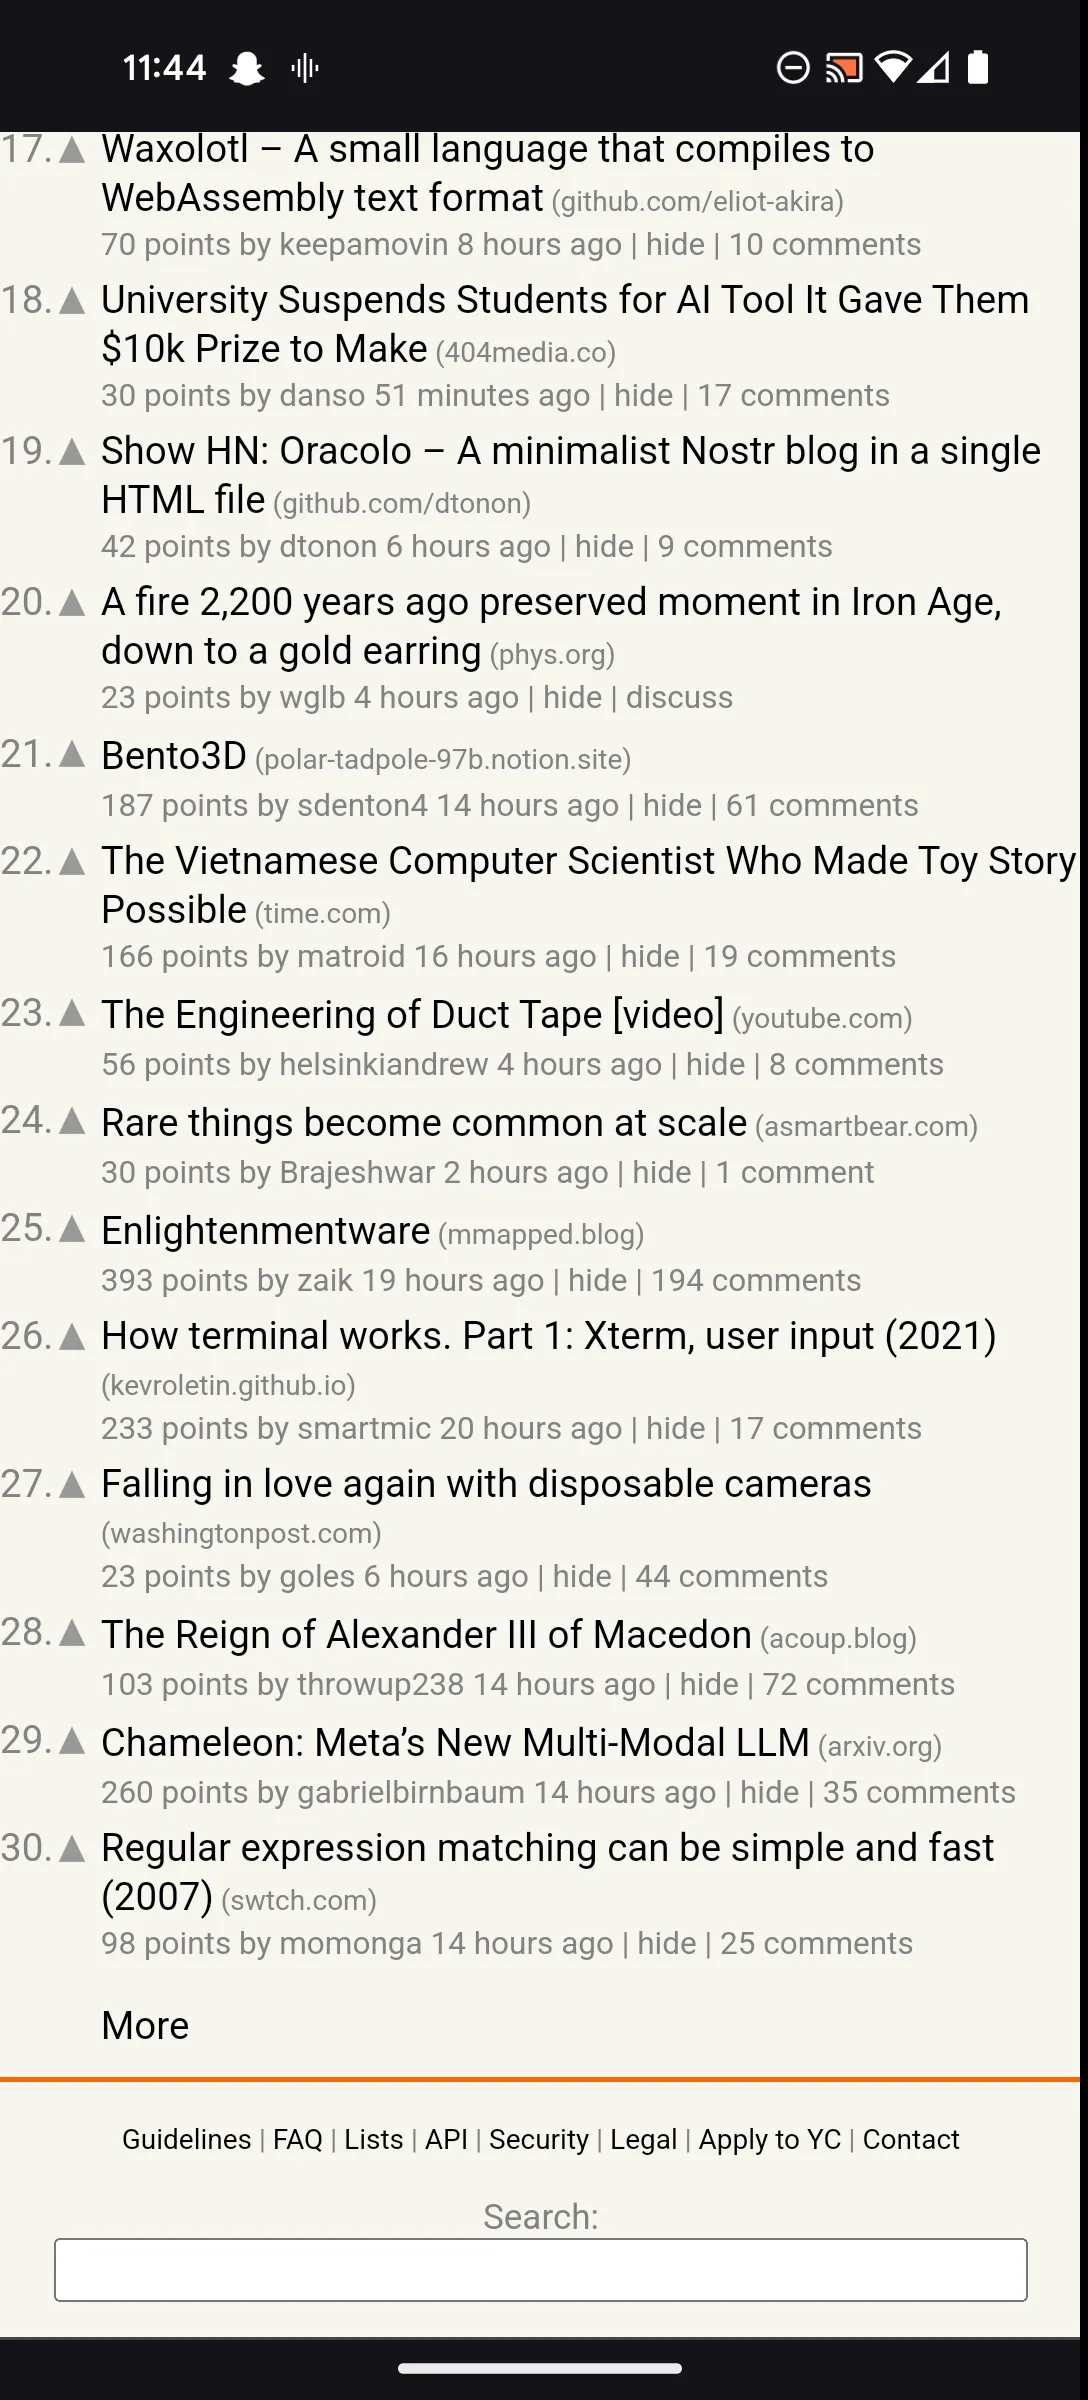 11:44
17. Waxolotl – A small language that compiles to
WebAssembly text format (github.com/eliot-akira)
70 points by keepamovin 8 hours ago | hide | 10 comments
18. University Suspends Students for AI Tool It Gave Them
$10k Prize to Make (404media.co)
30 points by danso 51 minutes ago | hide | 17 comments
19. Show HN: Oracolo – A minimalist Nostr blog in a single
HTML file (github.com/dtonon)
42 points by dtonon 6 hours ago | hide | 9 comments
20. A fire 2,200 years ago preserved moment in Iron Age,
down to a gold earring (phys.org)
23 points by wglb 4 hours ago | hide | discuss
21. Bento3D (polar-tadpole-97b.notion.site)
187 points by sdenton4 14 hours ago | hide | 61 comments
22. The Vietnamese Computer Scientist Who Made Toy Story
Possible (time.com)
166 points by matroid 16 hours ago | hide | 19 comments
23. The Engineering of Duct Tape [video] (youtube.com)
56 points by helsinkiandrew 4 hours ago | hide | 8 comments
24. Rare things become common at scale (asmartbear.com)
30 points by Brajeshwar 2 hours ago | hide | 1 comment
25. Enlightenmentware (mmapped.blog)
393 points by zaik 19 hours ago | hide | 194 comments
26. How terminal works. Part 1: Xterm, user input (2021)
(kevroletin.github.io)
233 points by smartmic 20 hours ago | hide | 17 comments
27. Falling in love again with disposable cameras
(washingtonpost.com)
23 points by goles 6 hours ago | hide | 44 comments
28. The Reign of Alexander III of Macedon (acoup.blog)
103 points by throwup238 14 hours ago | hide | 72 comments
29. Chameleon: Meta’s New Multi-Modal LLM (arxiv.org)
260 points by gabrielbirnbaum 14 hours ago | hide | 35 comments
30. Regular expression matching can be simple and fast
(2007) (swtch.com)
98 points by momonga 14 hours ago | hide | 25 comments
More
Guidelines | FAQ | Lists | API | Security | Legal | Apply to YC | Contact
Search: